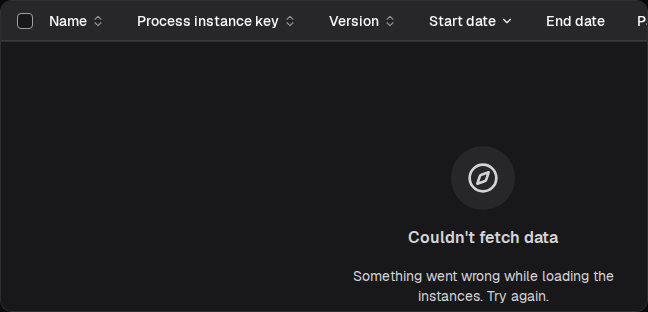 Name Process instance key Version Start date End date
Couldn't fetch data
Something went wrong while loading the
instances. Try again.